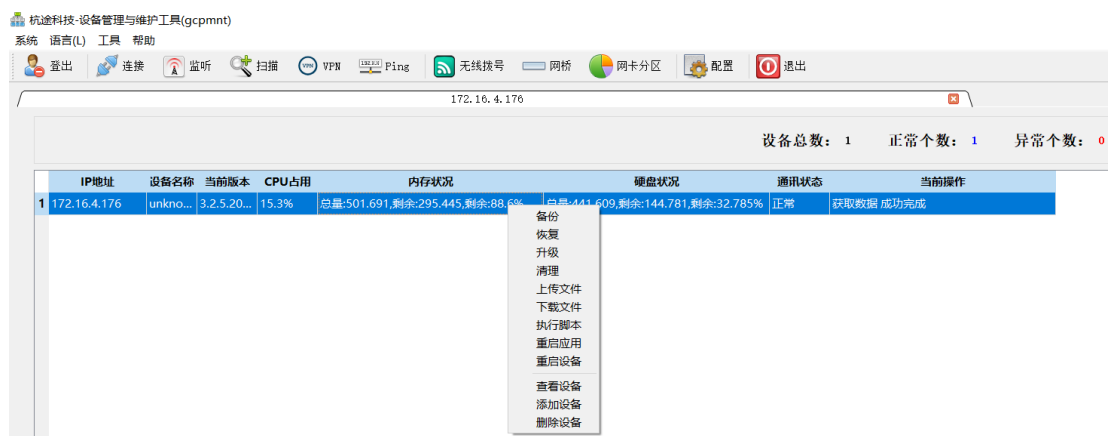 杭途科技-设备管理与维护工具(gcpmnt)
系统 语言(L) 工具 帮助
登出 连接 监听 扫描 VPN VPN Ping 无线拨号 网桥 网卡分区 配置 退出
172.16.4.176
设备总数: 1 正常个数: 1 异常个数: 0
IP地址 设备名称 当前版本 CPU占用 内存状况 硬盘状况 通讯状态 当前操作
1 172.16.4.176 unkno... 3.2.5.20... 15.3% 总量:501.691,剩余:295.445,剩余:88.6% 总量:441.609,剩余:144.781,剩余:32.785% 正常 获取数据 成功完成
备份
恢复
升级
清理
上传文件
下载文件
执行脚本
重启应用
重启设备
查看设备
添加设备
删除设备